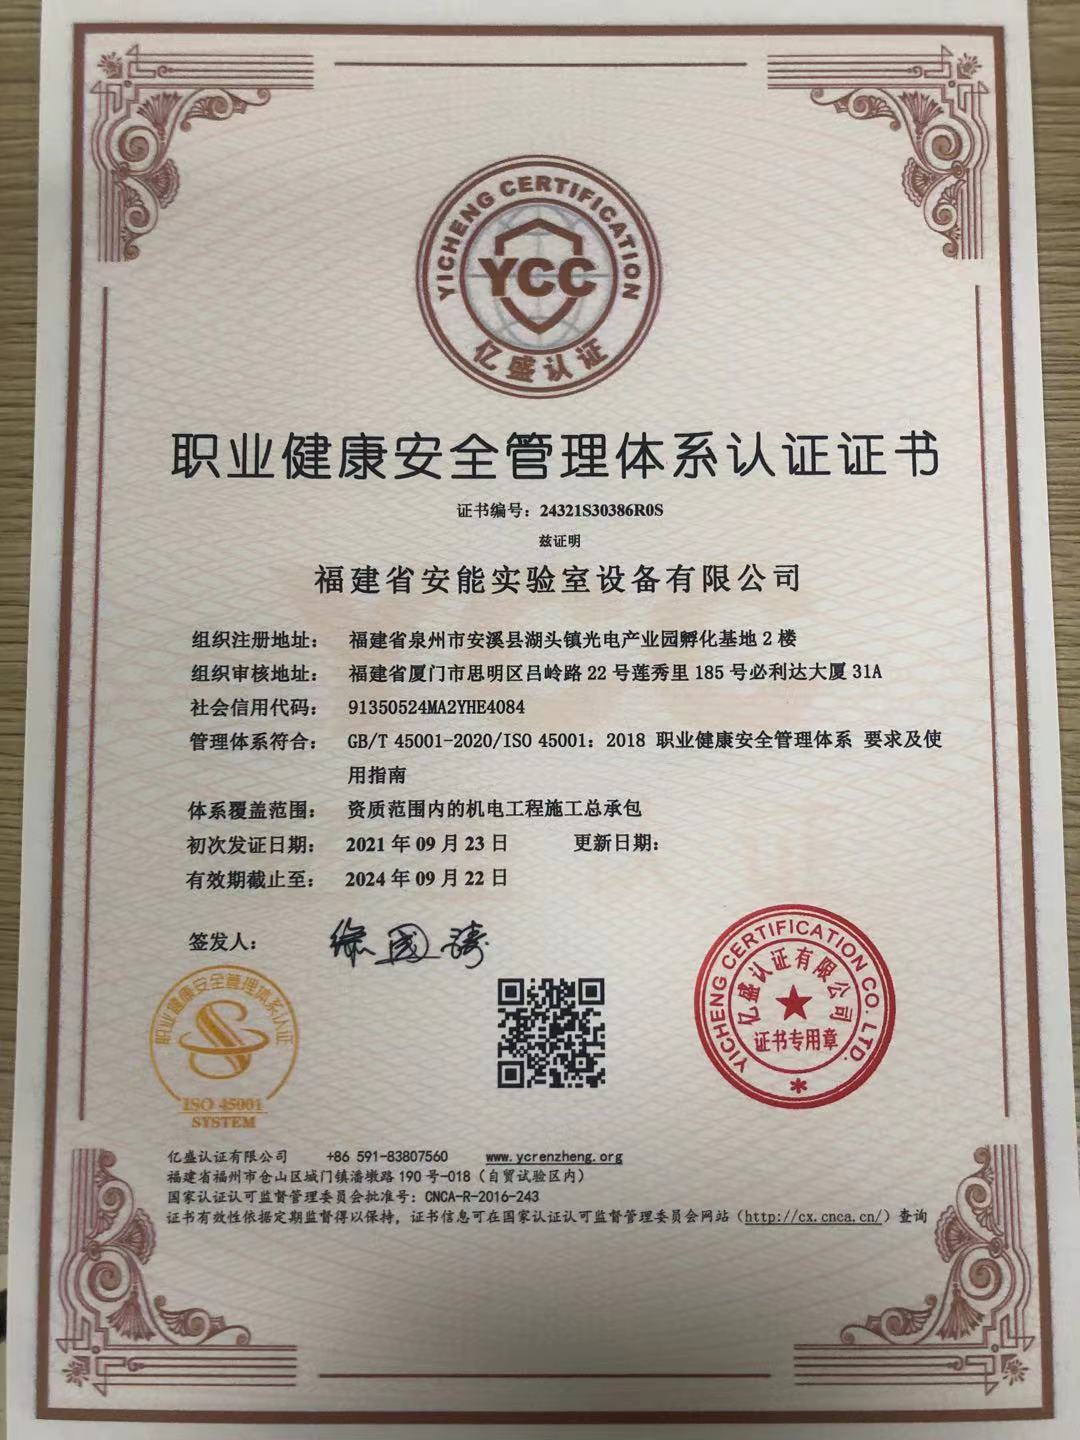 YICHENG CERTIFICATION
YCC
亿盛认证
职业健康安全管理体系认证证书
证书编号：24321S30386R0S
兹证明
福建省安能实验室设备有限公司
组织注册地址： 福建省泉州市安溪县湖头镇光电产业园孵化基地2楼
组织审核地址： 福建省厦门市思明区吕岭路22号莲秀里185号必利达大厦31A
社会信用代码： 91350524MA2YHE4084
管理体系符合： GB/T 45001-2020/ISO 45001：2018 职业健康安全管理体系 要求及使
用指南
体系覆盖范围： 资质范围内的机电工程施工总承包
初次发证日期： 2021年09月23日 更新日期：
有效期截止至： 2024年09月22日
签发人： 徐国涛
职业健康安全管理体系认证
ISO 45001
SYSTEM
YICHENG CERTIFICATION CO. LTD.
亿盛认证有限公司
证书专用章
亿盛认证有限公司 +86 591-83807560 www.ycrenzheng.org
福建省福州市仓山区城门镇潘墩路190号-018（自贸试验区内）
国家认证认可监督管理委员会批准号：CNCA-R-2016-243
证书有效性依据定期监督得以保持，证书信息可在国家认证认可监督管理委员会网站（http://cx.cnca.cn/）查询